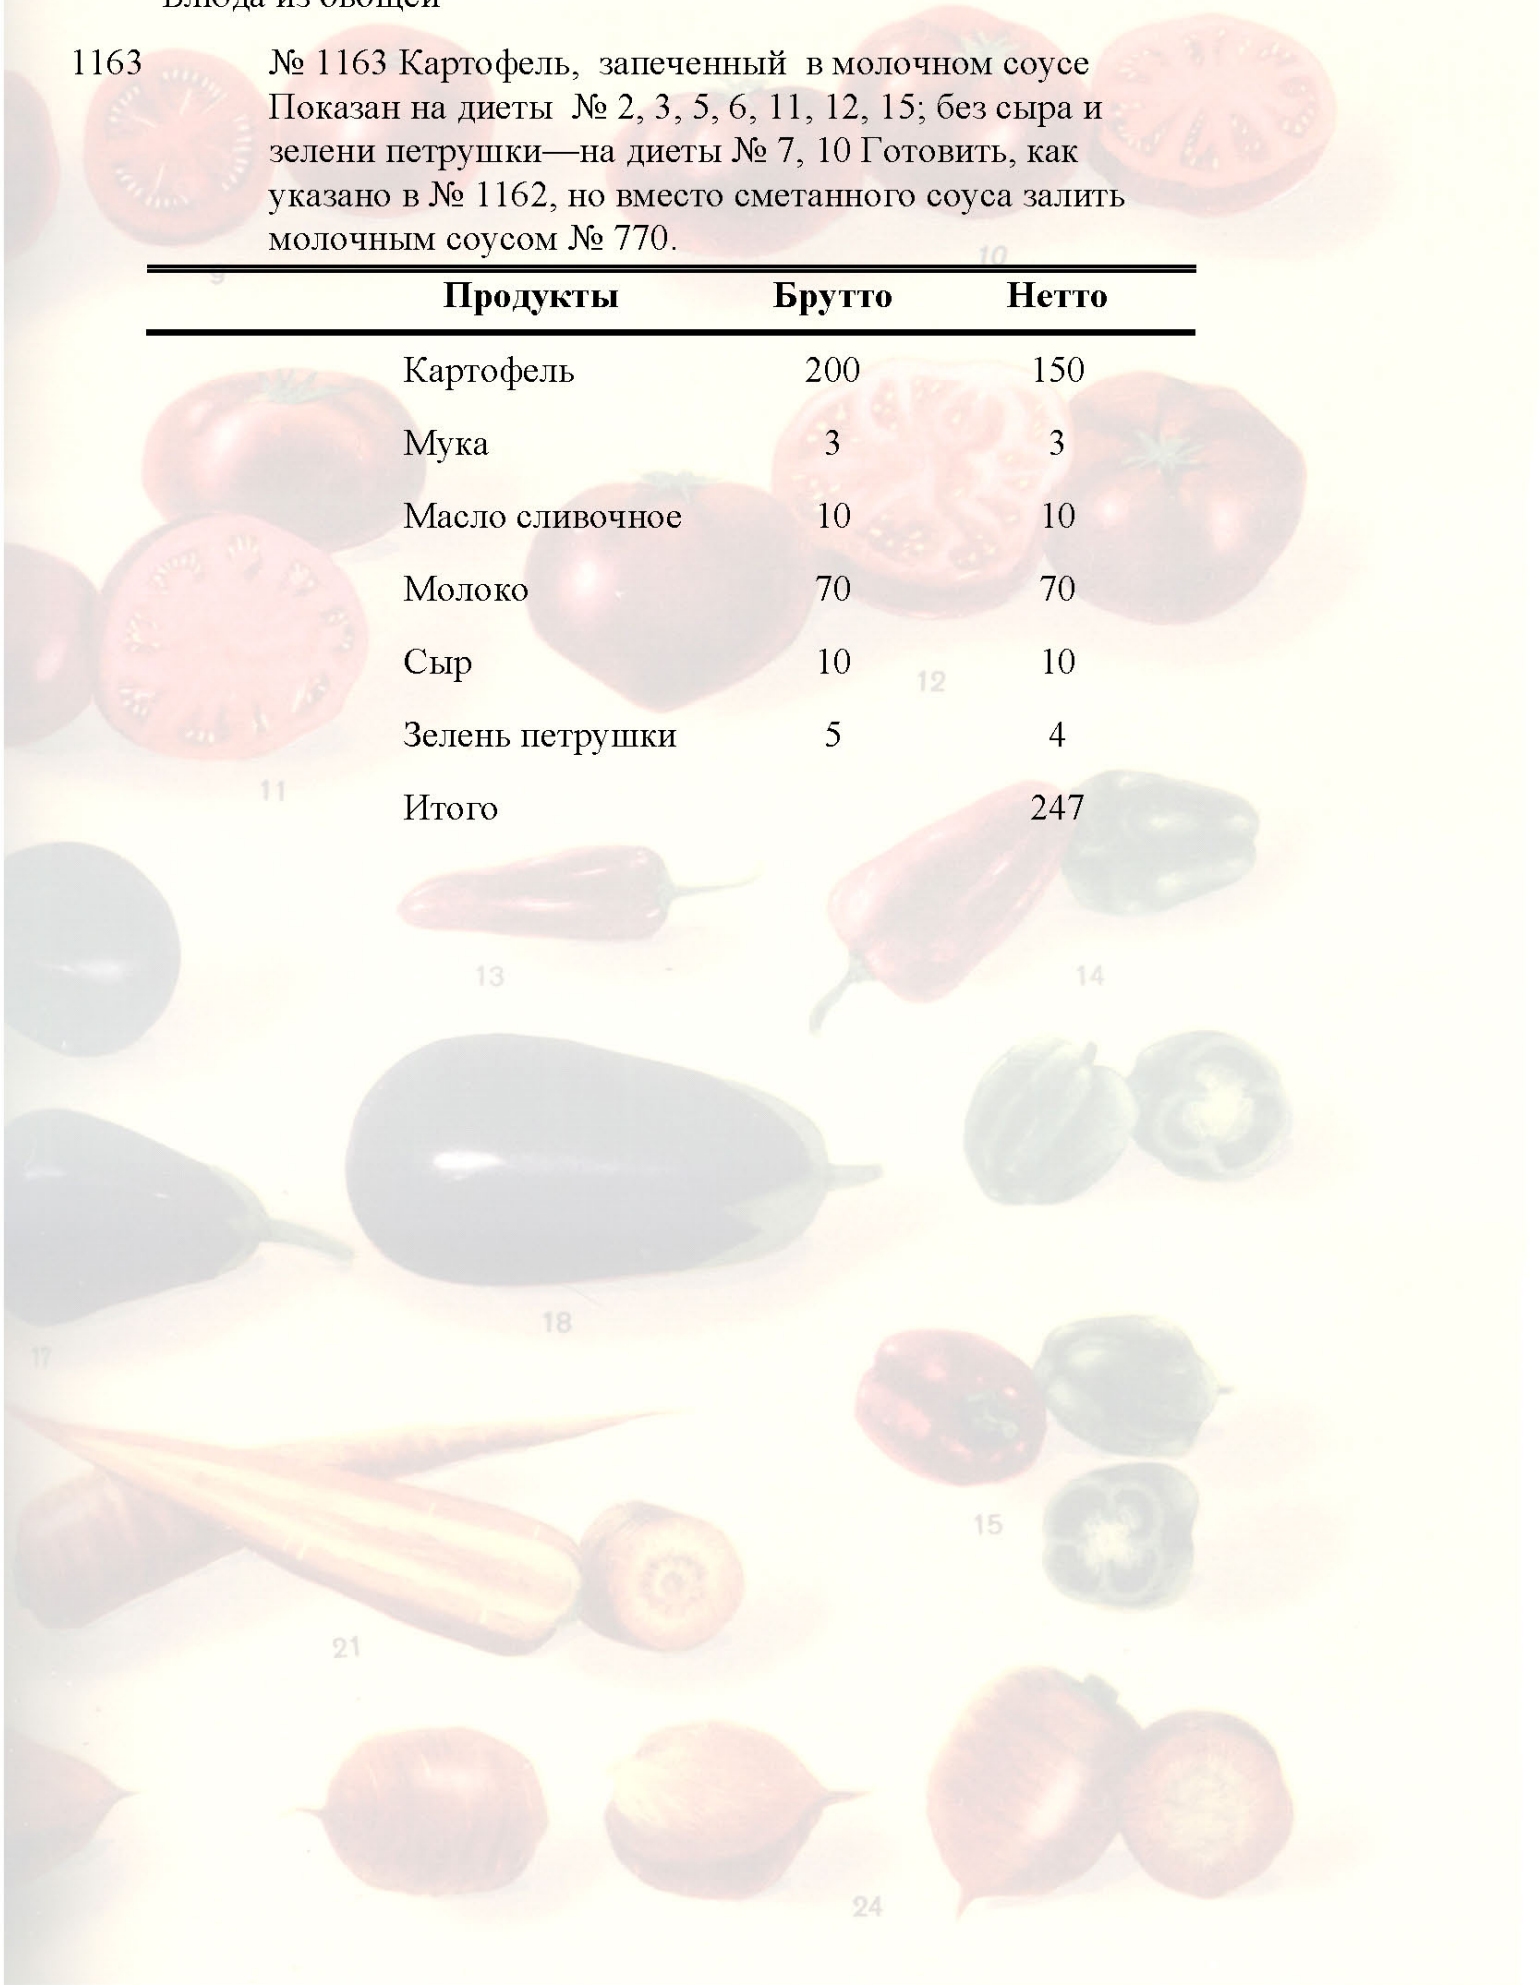 Блюда из овощей
1163 № 1163 Картофель, запеченный в молочном соусе
Показан на диеты № 2, 3, 5, 6, 11, 12, 15; без сыра и
зелени петрушки—на диеты № 7, 10 Готовить, как
указано в № 1162, но вместо сметанного соуса залить
молочным соусом № 770.
9 10
Продукты Брутто Нетто
Картофель 200 150
Мука 3 3
Масло сливочное 10 10
Молоко 70 70
Сыр 10 10
12
Зелень петрушки 5 4
11
Итого 247
13 14
18
17
15
21
24